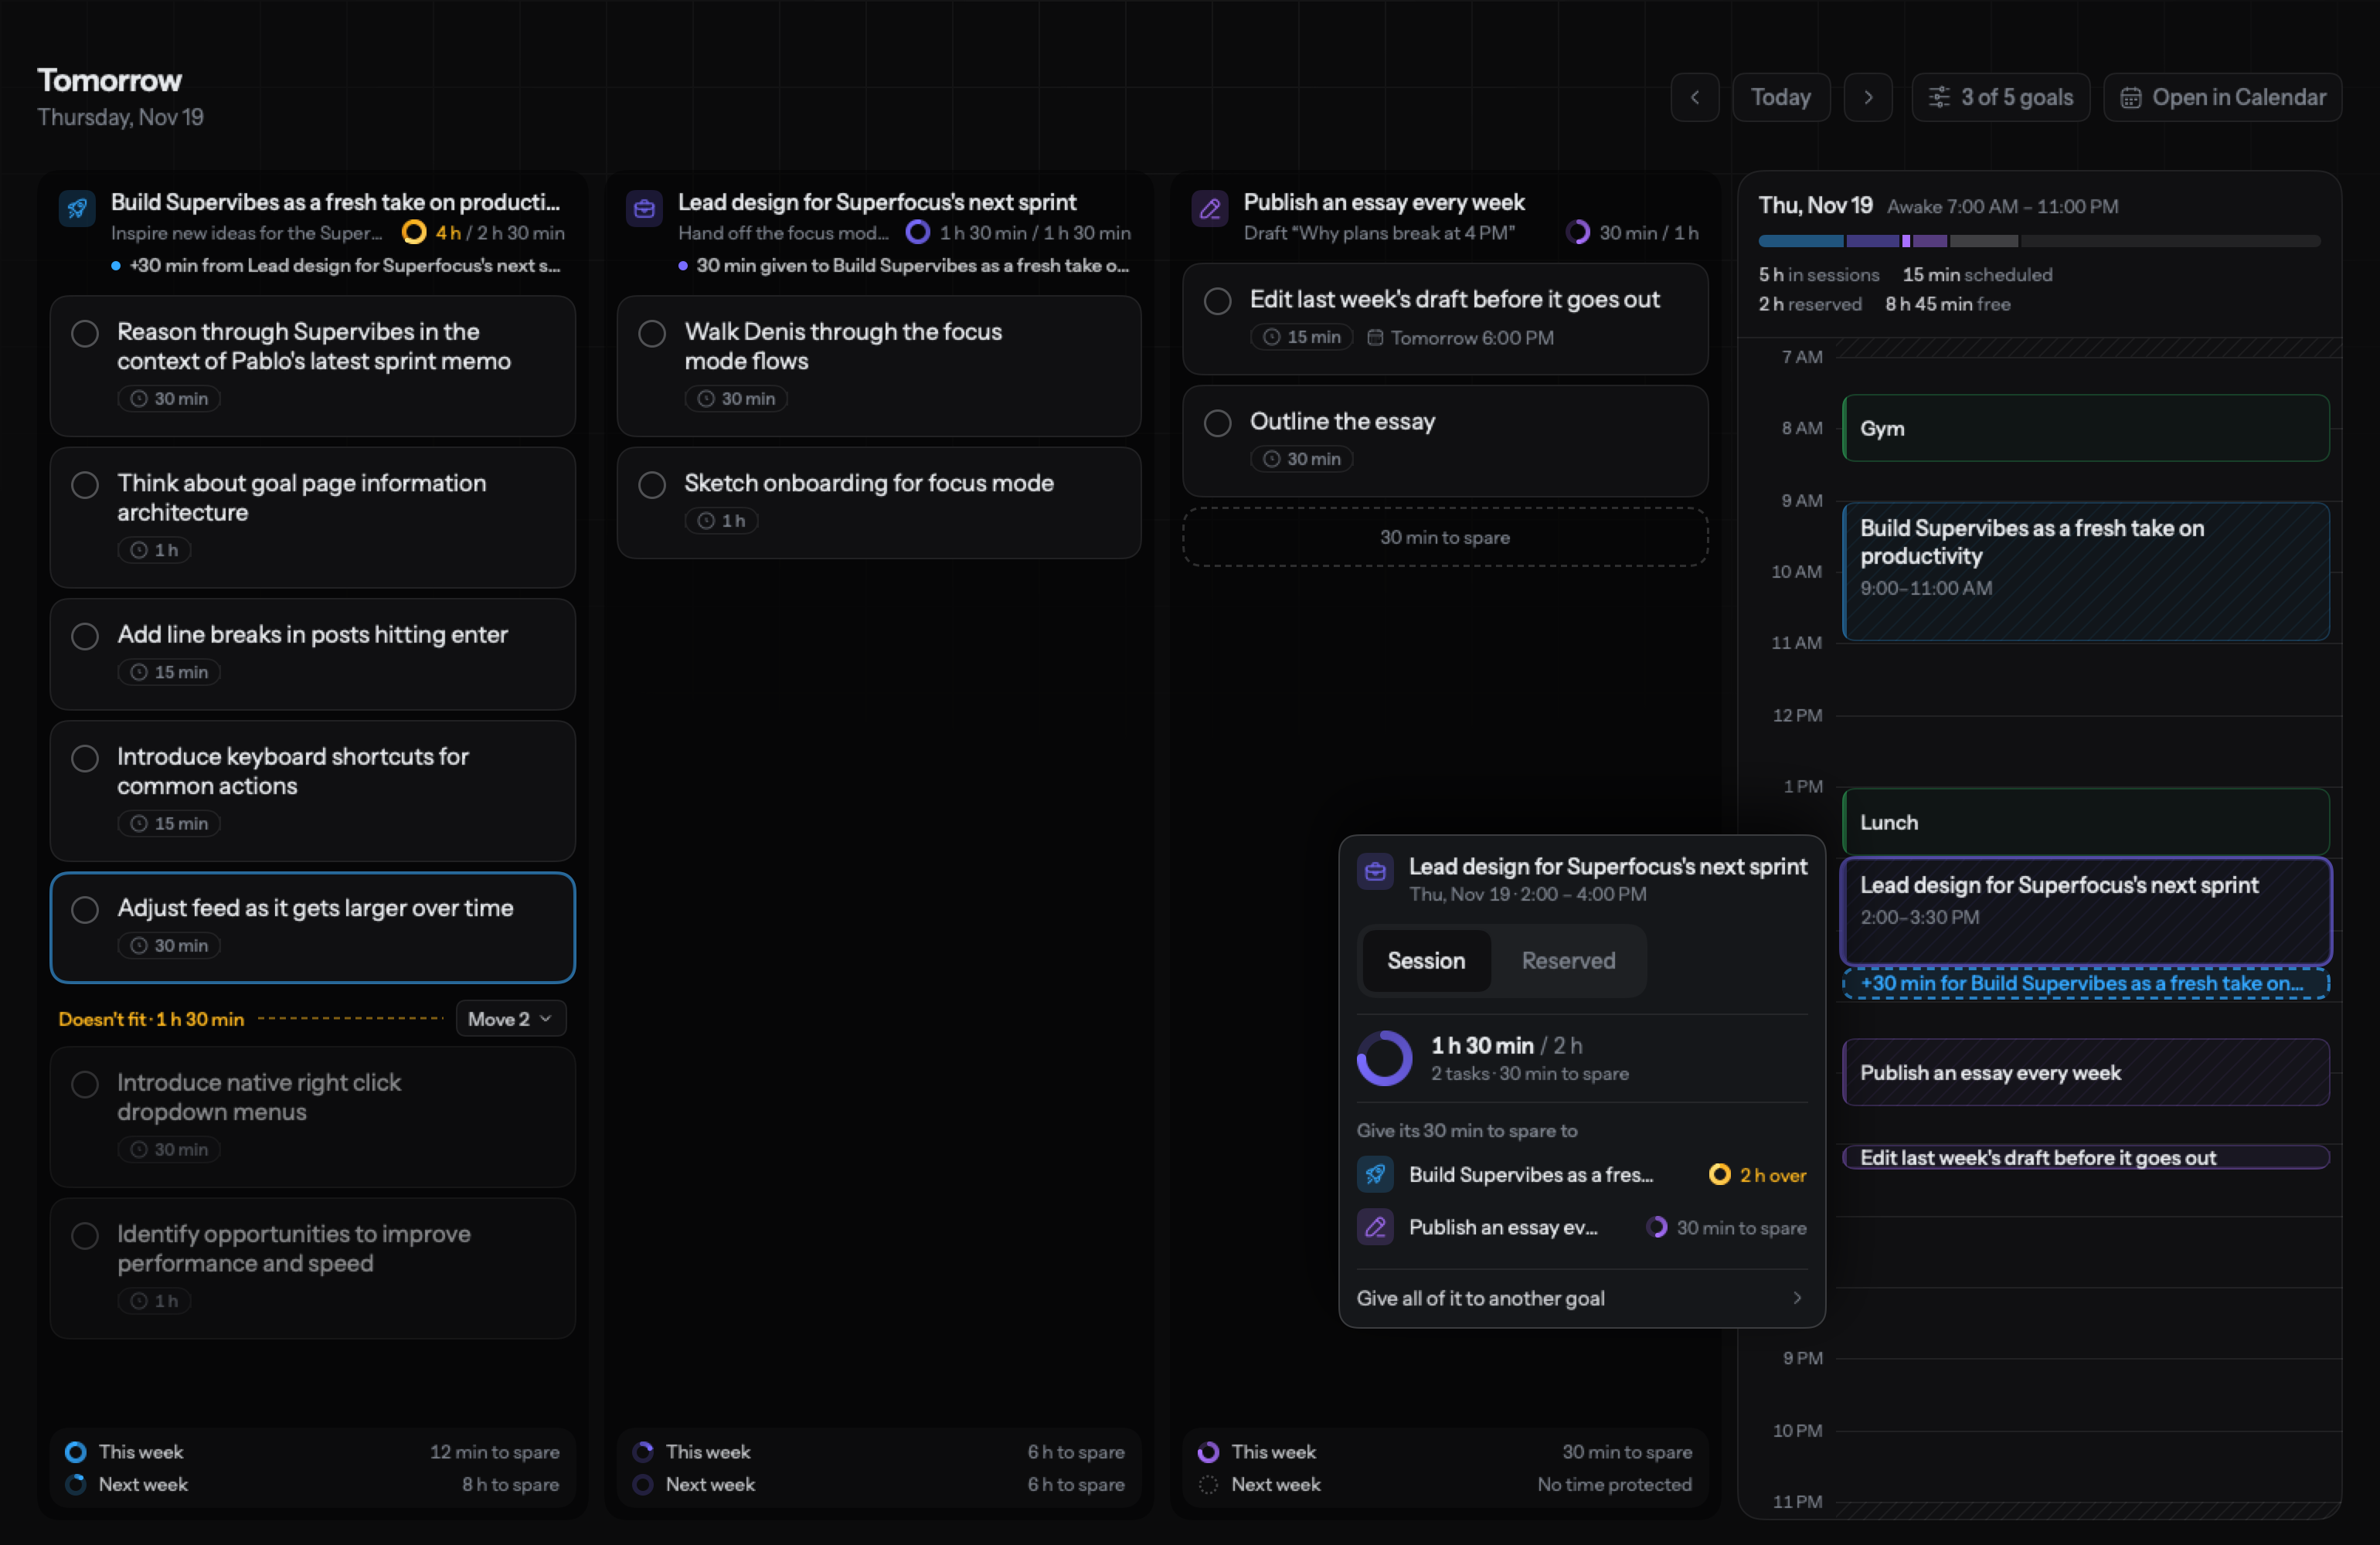 Tomorrow
Thursday, Nov 19
Today
3 of 5 goals
Open in Calendar
Build Supervibes as a fresh take on producti...
Inspire new ideas for the Super... 4 h / 2 h 30 min
+30 min from Lead design for Superfocus's next s...
Reason through Supervibes in the
context of Pablo's latest sprint memo
30 min
Think about goal page information
architecture
1 h
Add line breaks in posts hitting enter
15 min
Introduce keyboard shortcuts for
common actions
15 min
Adjust feed as it gets larger over time
30 min
Doesn't fit · 1 h 30 min
Move 2
Introduce native right click
dropdown menus
30 min
Identify opportunities to improve
performance and speed
1 h
This week 12 min to spare
Next week 8 h to spare
Lead design for Superfocus's next sprint
Hand off the focus mod... 1 h 30 min / 1 h 30 min
30 min given to Build Supervibes as a fresh take o...
Walk Denis through the focus
mode flows
30 min
Sketch onboarding for focus mode
1 h
This week 6 h to spare
Next week 6 h to spare
Publish an essay every week
Draft “Why plans break at 4 PM” 30 min / 1 h
Edit last week's draft before it goes out
15 min Tomorrow 6:00 PM
Outline the essay
30 min
30 min to spare
This week 30 min to spare
Next week No time protected
Lead design for Superfocus's next sprint
Thu, Nov 19 · 2:00 – 4:00 PM
Session Reserved
1 h 30 min / 2 h
2 tasks · 30 min to spare
Give its 30 min to spare to
Build Supervibes as a fres... 2 h over
Publish an essay ev... 30 min to spare
Give all of it to another goal
Thu, Nov 19 Awake 7:00 AM – 11:00 PM
5 h in sessions 15 min scheduled
2 h reserved 8 h 45 min free
7 AM
8 AM
Gym
9 AM
Build Supervibes as a fresh take on
productivity
10 AM
9:00–11:00 AM
11 AM
12 PM
1 PM
Lunch
Lead design for Superfocus's next sprint
2:00–3:30 PM
+30 min for Build Supervibes as a fresh take on...
Publish an essay every week
Edit last week's draft before it goes out
9 PM
10 PM
11 PM